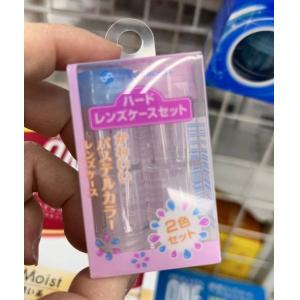 ハード
レンズケースセット
かわいい
パステルカラー
レンズケース
2色
セット
Moist